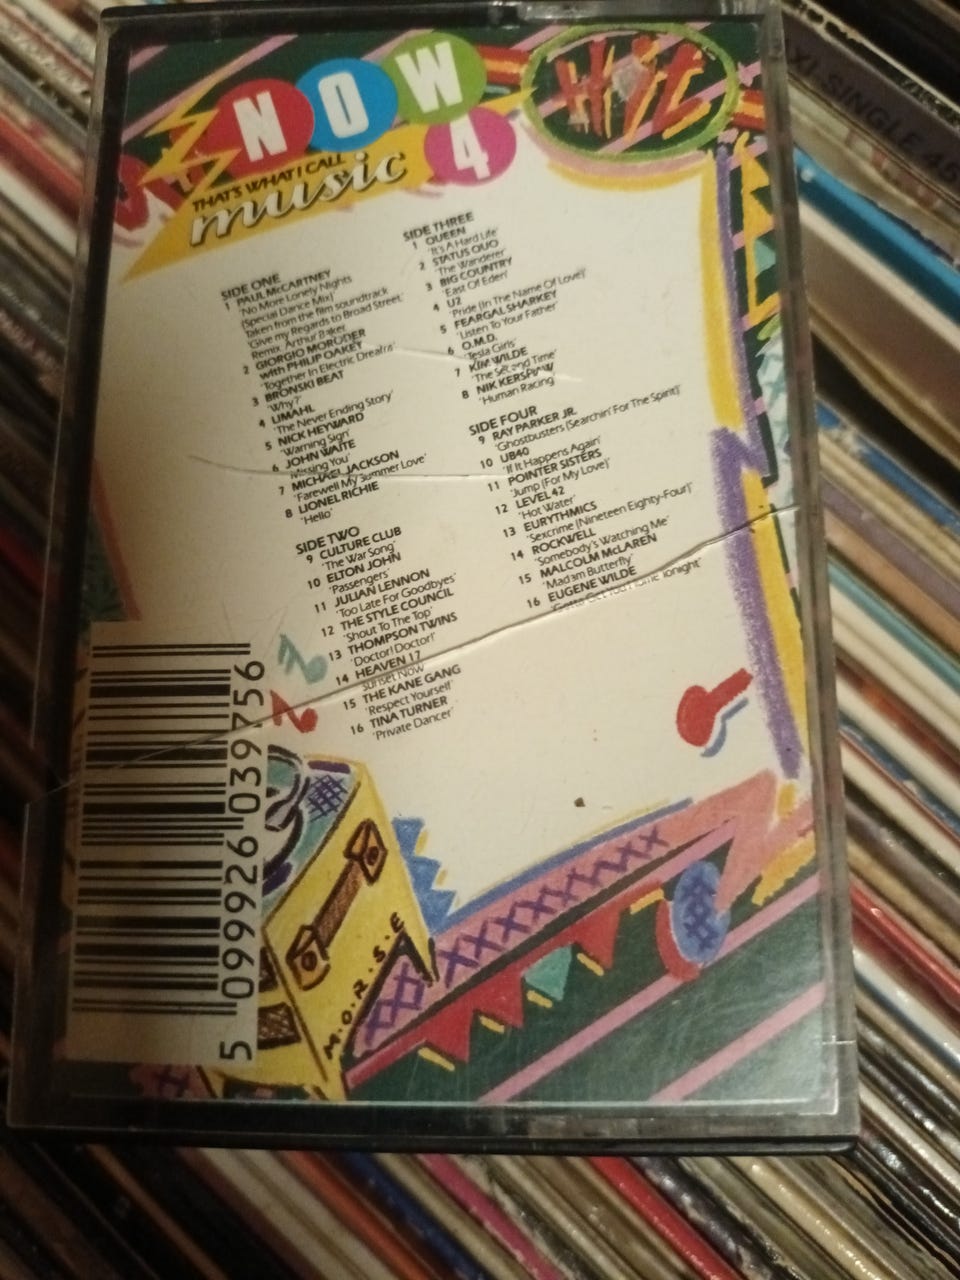 NOW
4
THAT'S WHAT I CALL
music
HITS
SIDE ONE
1 PAUL McCARTNEY
'No More Lonely Nights
(Special Dance Mix)
Taken from the film soundtrack
'Give my Regards to Broad Street'
Remix: Arthur Baker
2 GIORGIO MORODER
with PHILIP OAKEY
'Together In Electric Dreams'
3 BRONSKI BEAT
'Why?'
4 LIMAHL
'The Never Ending Story'
5 NICK HEYWARD
'Warning Sign'
6 JOHN WAITE
'Missing You'
7 MICHAEL JACKSON
'Farewell My Summer Love'
8 LIONEL RICHIE
'Hello'
SIDE TWO
9 CULTURE CLUB
'The War Song'
10 ELTON JOHN
'Passengers'
11 JULIAN LENNON
'Too Late For Goodbyes'
12 THE STYLE COUNCIL
'Shout To The Top'
13 THOMPSON TWINS
'Doctor! Doctor!'
14 HEAVEN 17
'Sunset Now'
15 THE KANE GANG
'Respect Yourself'
16 TINA TURNER
'Private Dancer'
SIDE THREE
1 QUEEN
'It's A Hard Life'
2 STATUS QUO
'The Wanderer'
3 BIG COUNTRY
'East Of Eden'
4 U2
'Pride (In The Name Of Love)'
5 FEARGAL SHARKEY
'Listen To Your Father'
6 O.M.D.
'Tesla Girls'
7 KIM WILDE
'The Second Time'
8 NIK KERSHAW
'Human Racing'
SIDE FOUR
9 RAY PARKER JR.
'Ghostbusters (Searchin' For The Spirit)'
10 UB40
'If It Happens Again'
11 POINTER SISTERS
'Jump (For My Love)'
12 LEVEL 42
'Hot Water'
13 EURYTHMICS
'Sexcrime (Nineteen Eighty-Four)'
14 ROCKWELL
'Somebody's Watching Me'
15 MALCOLM McLAREN
'Madam Butterfly'
16 EUGENE WILDE
'Gotta Get You Home Tonight'
5 099926 039756
M.O.R.S.E
SINGLE 45